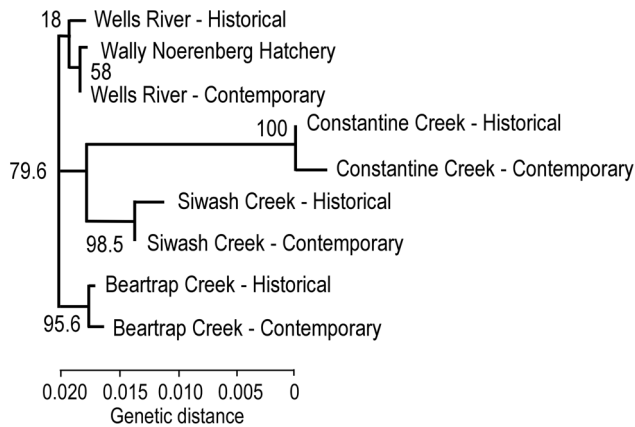 18
Wells River - Historical
Wally Noerenberg Hatchery
58
Wells River - Contemporary
100
Constantine Creek - Historical
79.6
Constantine Creek - Contemporary
Siwash Creek - Historical
98.5
Siwash Creek - Contemporary
Beartrap Creek - Historical
95.6
Beartrap Creek - Contemporary
0.020 0.015 0.010 0.005 0
Genetic distance